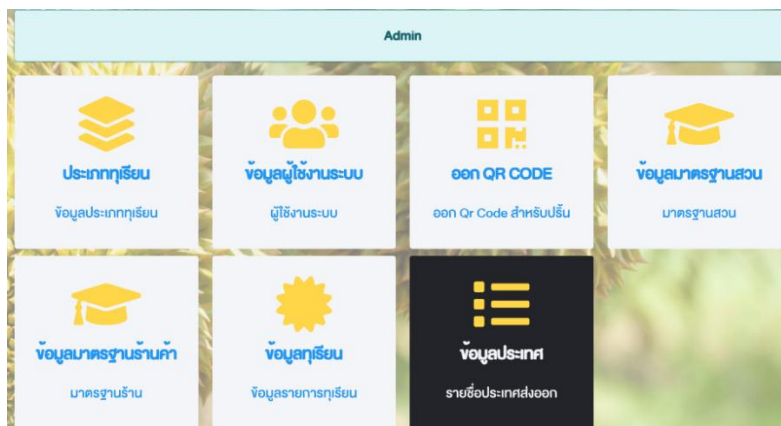 Admin
ประเภททุเรียน
ข้อมูลประเภททุเรียน
ข้อมูลผู้ใช้งานระบบ
ผู้ใช้งานระบบ
ออก QR CODE
ออก Qr Code สำหรับปริ้น
ข้อมูลมาตรฐานสวน
มาตรฐานสวน
ข้อมูลมาตรฐานร้านค้า
มาตรฐานร้าน
ข้อมูลทุเรียน
ข้อมูลรายการทุเรียน
ข้อมูลประเทศ
รายชื่อประเทศส่งออก